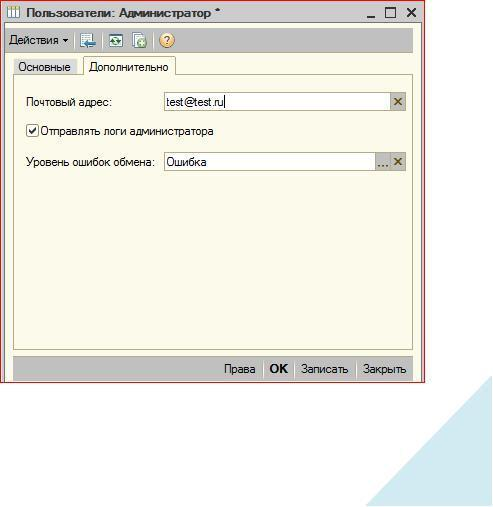 Пользователи: Администратор *
Действия
Основные Дополнительно
Почтовый адрес: test@test.ru
Отправлять логи администратора
Уровень ошибок обмена: Ошибка ...
Права OK Записать Закрыть